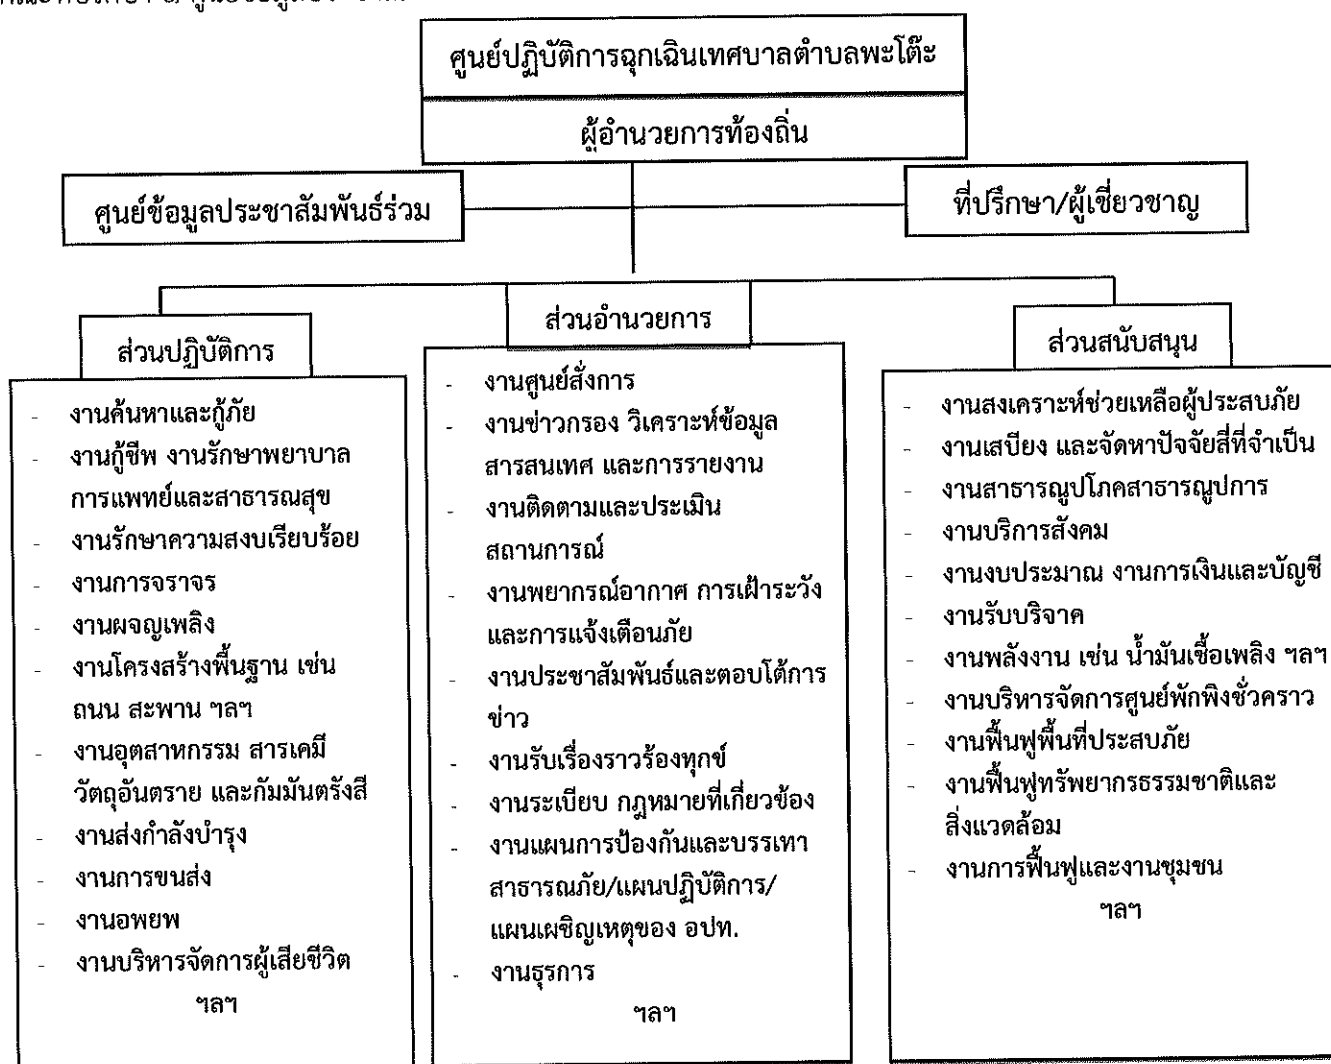 ศูนย์ปฏิบัติการฉุกเฉินเทศบาลตำบลพะโต๊ะ
ผู้อำนวยการท้องถิ่น
ศูนย์ข้อมูลประชาสัมพันธ์ร่วม
ที่ปรึกษา/ผู้เชี่ยวชาญ
ส่วนปฏิบัติการ
- งานค้นหาและกู้ภัย
- งานกู้ชีพ งานรักษาพยาบาล
การแพทย์และสาธารณสุข
- งานรักษาความสงบเรียบร้อย
- งานการจราจร
- งานผจญเพลิง
- งานโครงสร้างพื้นฐาน เช่น
ถนน สะพาน ฯลฯ
- งานอุตสาหกรรม สารเคมี
วัตถุอันตราย และกัมมันตรังสี
- งานส่งกำลังบำรุง
- งานการขนส่ง
- งานอพยพ
- งานบริหารจัดการผู้เสียชีวิต
ฯลฯ
ส่วนอำนวยการ
- งานศูนย์สั่งการ
- งานข่าวกรอง วิเคราะห์ข้อมูล
สารสนเทศ และการรายงาน
- งานติดตามและประเมิน
สถานการณ์
- งานพยากรณ์อากาศ การเฝ้าระวัง
และการแจ้งเตือนภัย
- งานประชาสัมพันธ์และตอบโต้การ
ข่าว
- งานรับเรื่องราวร้องทุกข์
- งานระเบียบ กฎหมายที่เกี่ยวข้อง
- งานแผนการป้องกันและบรรเทา
สาธารณภัย/แผนปฏิบัติการ/
แผนเผชิญเหตุของ อปท.
- งานธุรการ
ฯลฯ
ส่วนสนับสนุน
- งานสงเคราะห์ช่วยเหลือผู้ประสบภัย
- งานเสบียง และจัดหาปัจจัยสี่ที่จำเป็น
- งานสาธารณูปโภคสาธารณูปการ
- งานบริการสังคม
- งานงบประมาณ งานการเงินและบัญชี
- งานรับบริจาค
- งานพลังงาน เช่น น้ำมันเชื้อเพลิง ฯลฯ
- งานบริหารจัดการศูนย์พักพิงชั่วคราว
- งานฟื้นฟูพื้นที่ประสบภัย
- งานฟื้นฟูทรัพยากรธรรมชาติและ
สิ่งแวดล้อม
- งานการฟื้นฟูและงานชุมชน
ฯลฯ